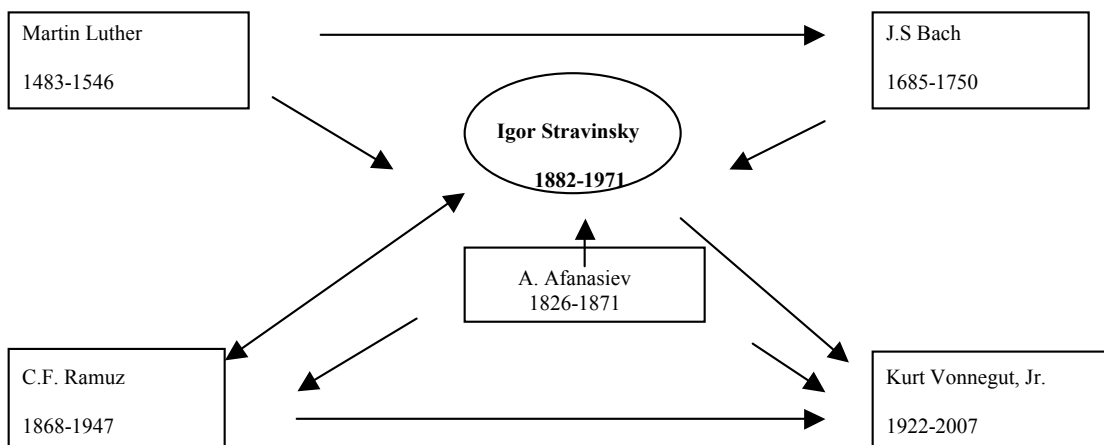 Martin Luther
1483-1546
J.S Bach
1685-1750
Igor Stravinsky
1882-1971
A. Afanasiev
1826-1871
C.F. Ramuz
1868-1947
Kurt Vonnegut, Jr.
1922-2007